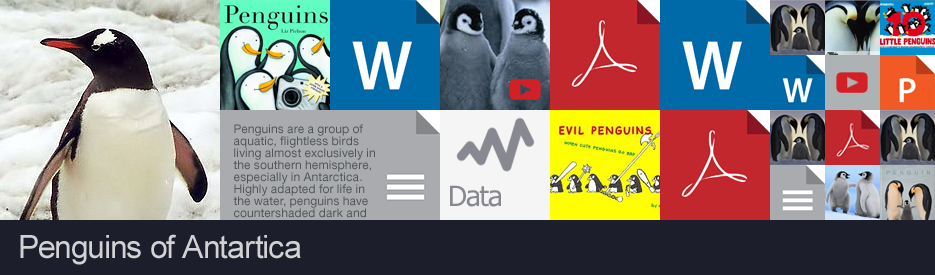 Penguins
Liz Pichon
W
W
10
LITTLE PENGUINS
W
P
Penguins are a group of
aquatic, flightless birds
living almost exclusively in
the southern hemisphere,
especially in Antarctica.
Highly adapted for life in
the water, penguins have
countershaded dark and
Data
EVIL PENGUINS
WHEN CUTE PENGUINS GO BAD
PENGUIN
Penguins of Antartica